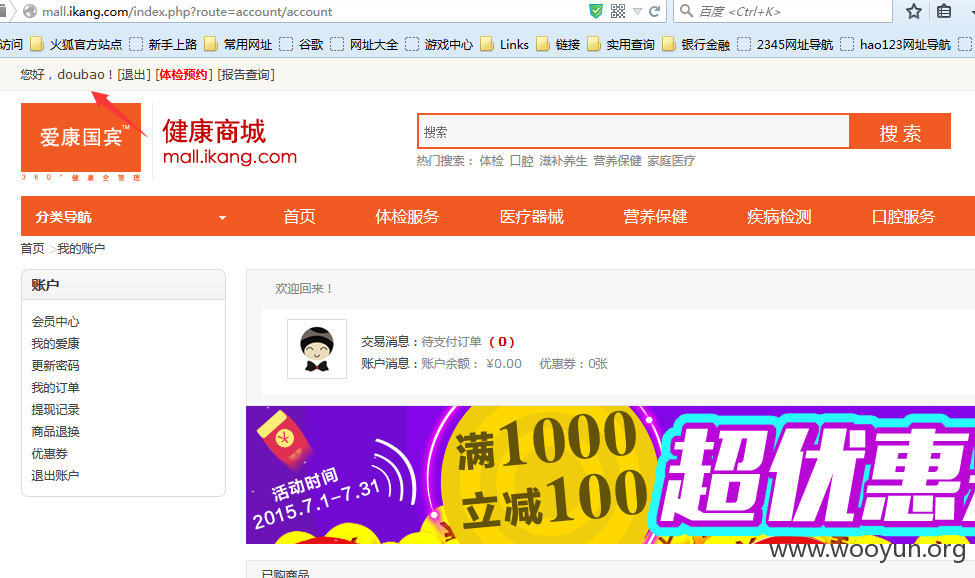 mall.ikang.com/index.php?route=account/account
百度 <Ctrl+K>
访问 火狐官方站点 新手上路 常用网址 谷歌 网址大全 游戏中心 Links 链接 实用查询 银行金融 2345网址导航 hao123网址导航
您好，doubao！[退出] [体检预约] [报告查询]
爱康国宾™
360°健康全管理
健康商城
mall.ikang.com
搜索
搜 索
热门搜索： 体检 口腔 滋补养生 营养保健 家庭医疗
分类导航 首页 体检服务 医疗器械 营养保健 疾病检测 口腔服务
首页 >我的账户
账户
会员中心
我的爱康
更新密码
我的订单
提现记录
商品退换
优惠券
退出账户
欢迎回来！
交易消息：待支付订单（0）
账户消息：账户余额： ¥0.00 优惠券：0张
活动时间
2015.7.1-7.31
满1000
立减100
超优惠
www.wooyun.org
已购商品